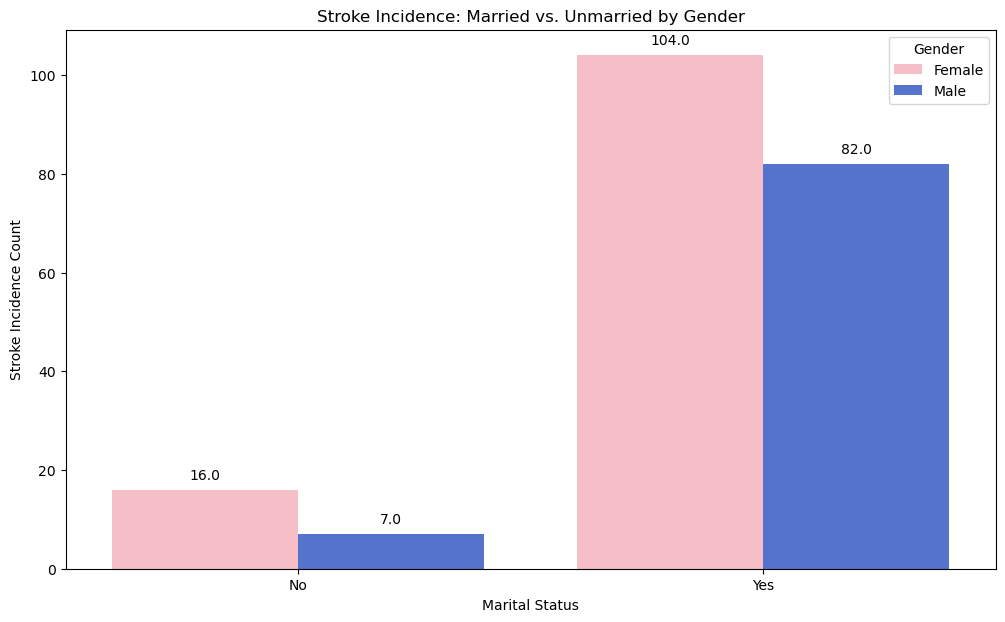 Stroke Incidence: Married vs. Unmarried by Gender
104.0
Gender
Female
Male
100
82.0
80
60
40
20
0
16.0
7.0
No
Yes
Stroke Incidence Count
Marital Status